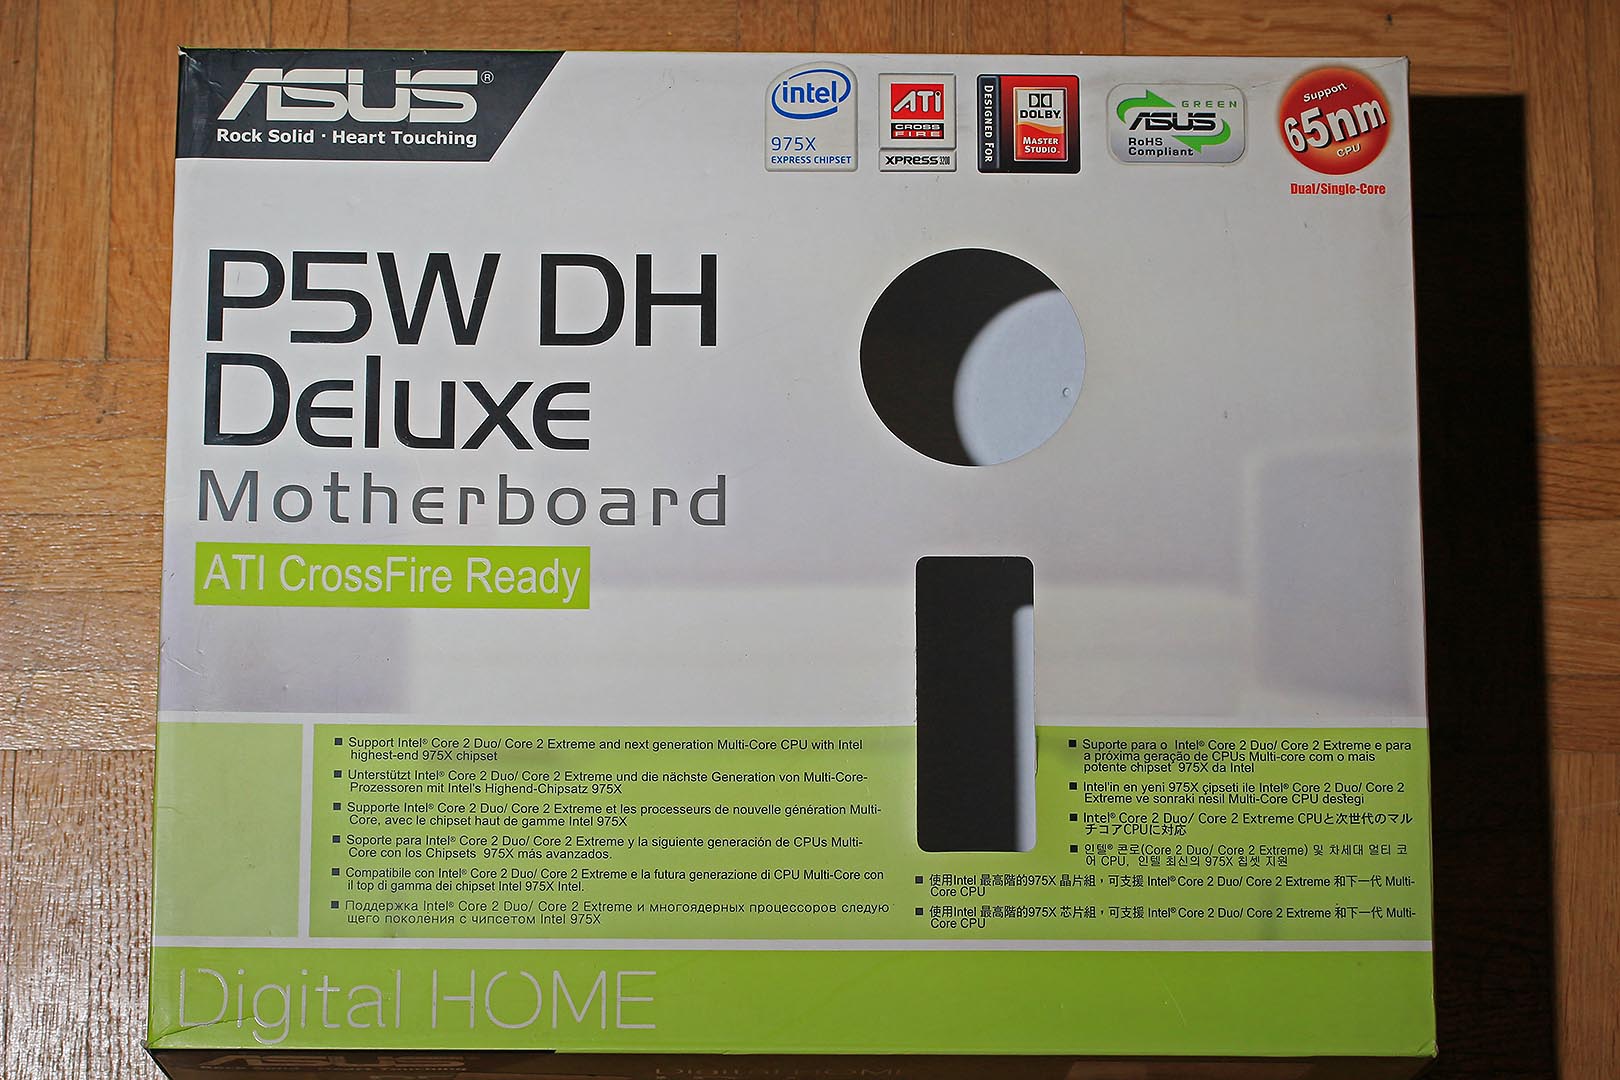 ASUS®
Rock Solid · Heart Touching
intel
975X
EXPRESS CHIPSET
ATI
CROSS
FIRE
XPRESS 3200
DESIGNED FOR
DOLBY
MASTER
STUDIO
GREEN
ASUS
RoHS
Compliant
Support
65nm
CPU
Dual/Single-Core
P5W DH
Deluxe
Motherboard
ATI CrossFire Ready
■ Support Intel® Core 2 Duo/ Core 2 Extreme and next generation Multi-Core CPU with Intel
highest-end 975X chipset
■ Unterstützt Intel® Core 2 Duo/ Core 2 Extreme und die nächste Generation von Multi-Core-
Prozessoren mit Intel's Highend-Chipsatz 975X
■ Supporte Intel® Core 2 Duo/ Core 2 Extreme et les processeurs de nouvelle génération Multi-
Core, avec le chipset haut de gamme Intel 975X
■ Soporte para Intel® Core 2 Duo/ Core 2 Extreme y la siguiente generación de CPUs Multi-
Core con los Chipsets 975X más avanzados.
■ Compatibile con Intel® Core 2 Duo/ Core 2 Extreme e la futura generazione di CPU Multi-Core con
il top di gamma dei chipset Intel 975X Intel.
■ Поддержка Intel® Core 2 Duo/ Core 2 Extreme и многоядерных процессоров следую
щего поколения с чипсетом Intel 975X
■ Suporte para o Intel® Core 2 Duo/ Core 2 Extreme e para
a próxima geração de CPUs Multi-core com o mais
potente chipset 975X da Intel
■ Intel'in en yeni 975X çipseti ile Intel® Core 2 Duo/ Core 2
Extreme ve sonraki nesil Multi-Core CPU destegi
■ Intel® Core 2 Duo/ Core 2 Extreme CPUと次世代のマル
チコアCPUに対応
■ 인텔® 콘로(Core 2 Duo/ Core 2 Extreme) 및 차세대 멀티 코
어 CPU, 인텔 최신의 975X 칩셋 지원
■ 使用Intel 最高階的975X 晶片組，可支援 Intel® Core 2 Duo/ Core 2 Extreme 和下一代 Multi-
Core CPU
■ 使用Intel 最高階的975X 芯片組，可支援 Intel® Core 2 Duo/ Core 2 Extreme 和下一代 Multi-
Core CPU
Digital HOME
ASUS
Digital HOME